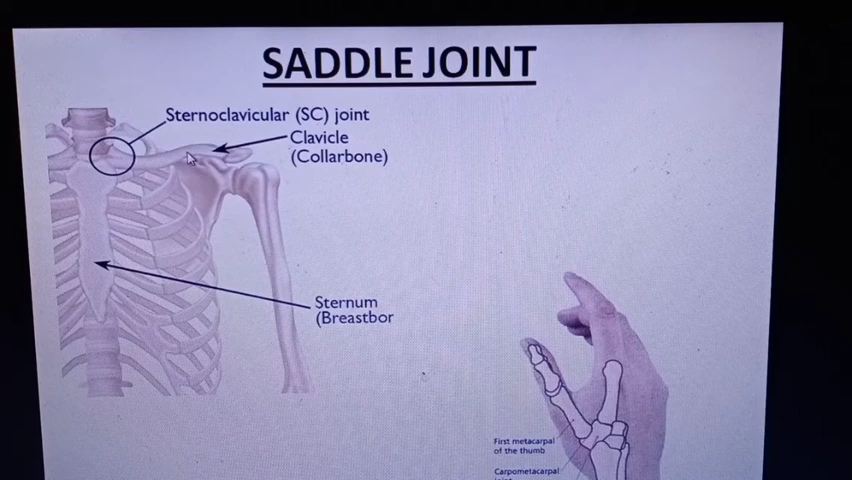 SADDLE JOINT
Sternoclavicular (SC) joint
Clavicle
(Collarbone)
Sternum
(Breastbor
First metacarpal
of the thumb
Carpometacarpal